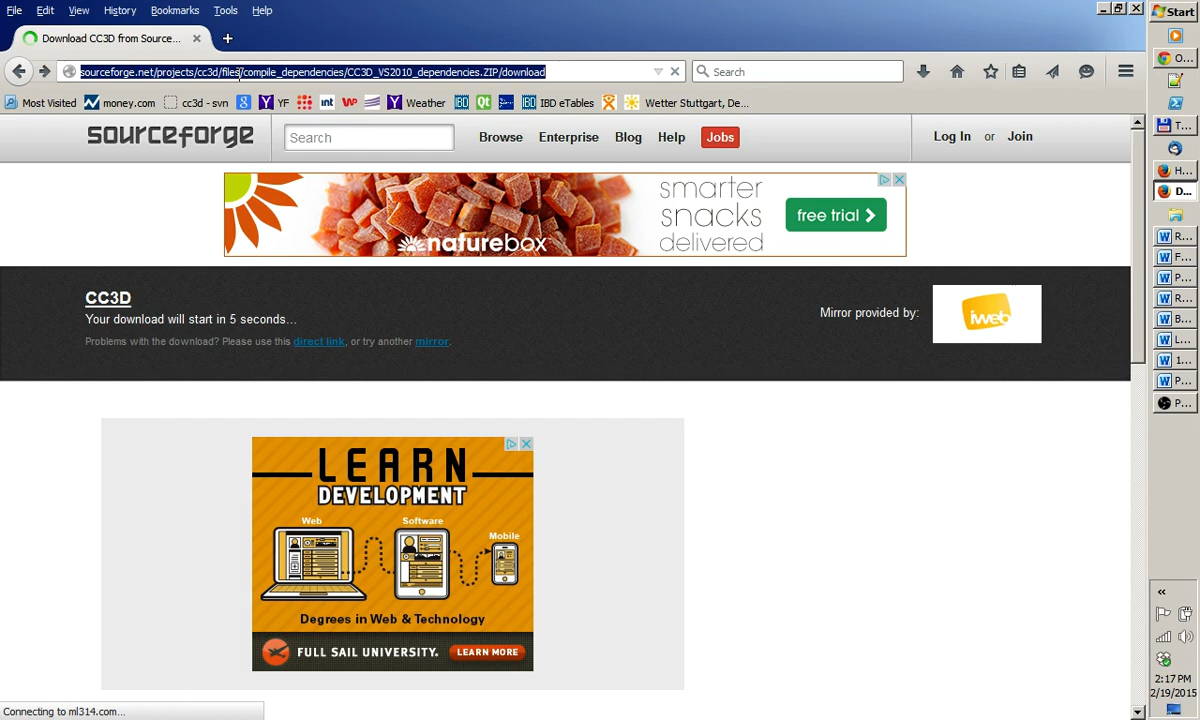 File Edit View History Bookmarks Tools Help
Start
Download CC3D from Source...
sourceforge.net/projects/cc3d/files/compile_dependencies/CC3D_VS2010_dependencies.ZIP/download
Search
O...
Most Visited money.com cc3d - svn 8 YF int WP Weather IBD Qt IBD eTables Wetter Stuttgart, De...
T...
sourceforge
Search
Browse Enterprise Blog Help Jobs
Log In or Join
H...
D...
smarter
snacks
delivered
naturebox
free trial
R...
F...
P...
R...
B...
L...
1...
P...
P...
CC3D
Your download will start in 5 seconds...
Problems with the download? Please use this direct link, or try another mirror.
Mirror provided by:
iweb
LEARN
DEVELOPMENT
Web Software Mobile
Degrees in Web & Technology
FULL SAIL UNIVERSITY. LEARN MORE
Connecting to ml314.com...
2:17 PM
2/19/2015